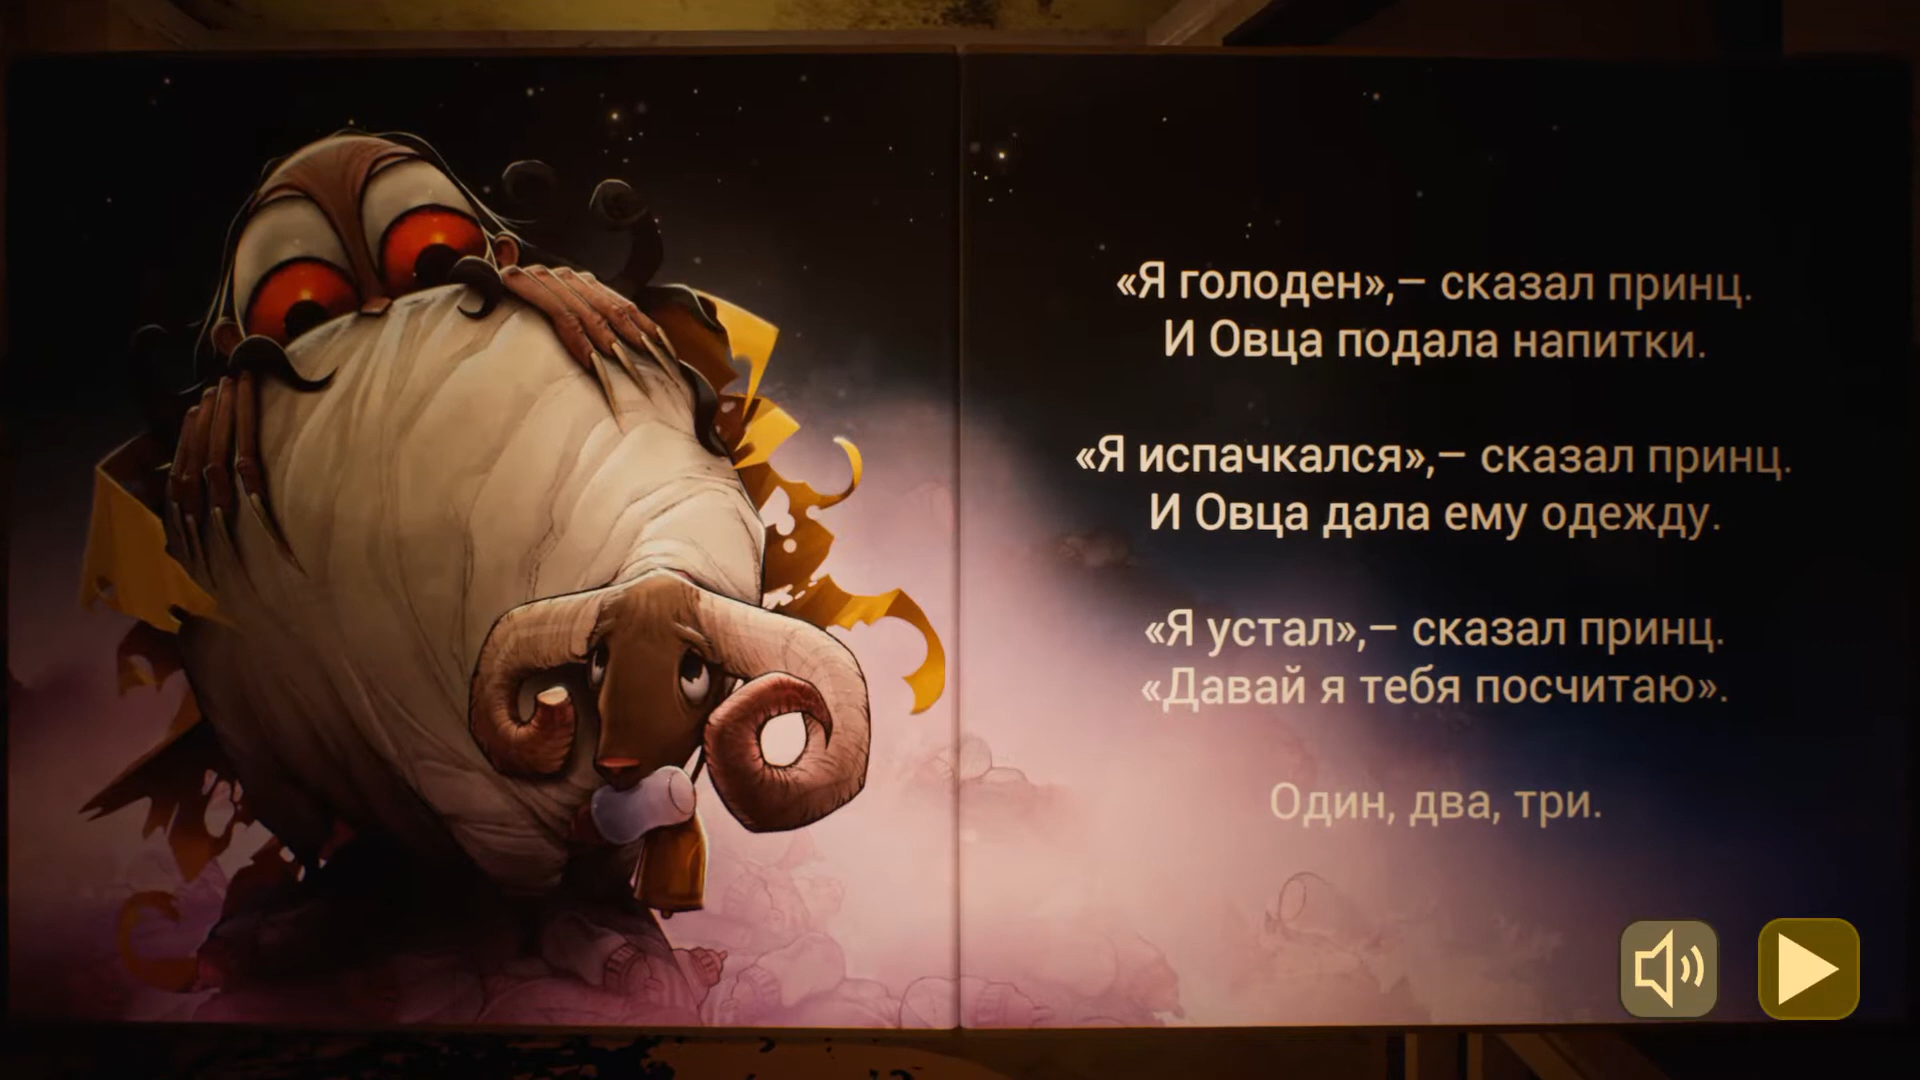 «Я голоден»,– сказал принц.
И Овца подала напитки.
«Я испачкался»,– сказал принц.
И Овца дала ему одежду.
«Я устал»,– сказал принц.
«Давай я тебя посчитаю».
Один, два, три.